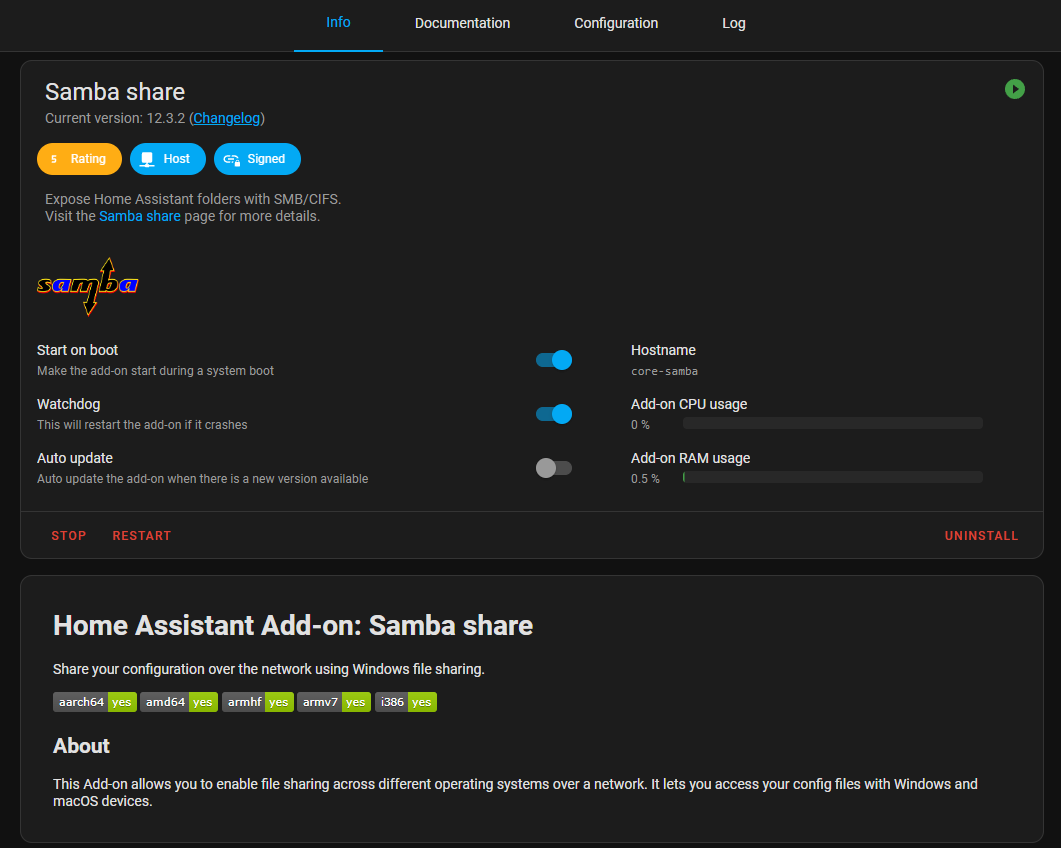 Info Documentation Configuration Log
Samba share
Current version: 12.3.2 (Changelog)
5 Rating Host Signed
Expose Home Assistant folders with SMB/CIFS.
Visit the Samba share page for more details.
samba
Start on boot
Make the add-on start during a system boot
Hostname
core-samba
Watchdog
This will restart the add-on if it crashes
Add-on CPU usage
0 %
Auto update
Auto update the add-on when there is a new version available
Add-on RAM usage
0.5 %
STOP RESTART UNINSTALL
Home Assistant Add-on: Samba share
Share your configuration over the network using Windows file sharing.
aarch64 yes amd64 yes armhf yes armv7 yes i386 yes
About
This Add-on allows you to enable file sharing across different operating systems over a network. It lets you access your config files with Windows and
macOS devices.